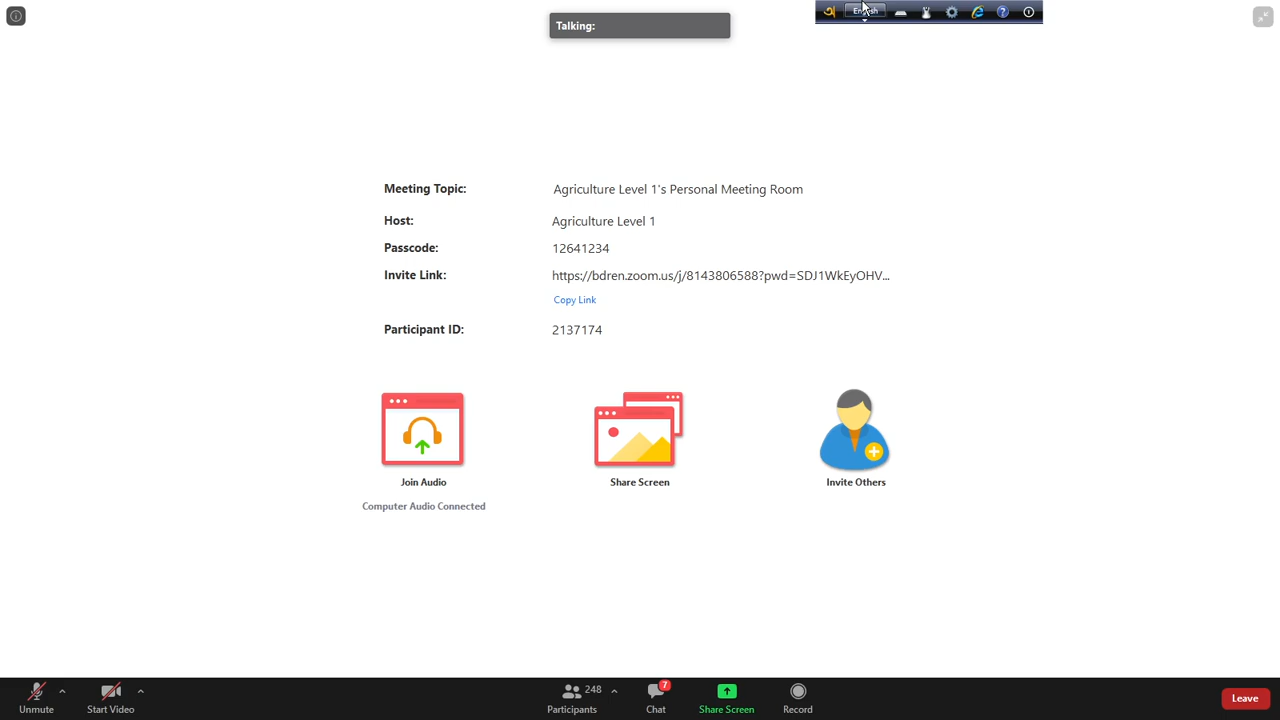 Talking:
অ English
Meeting Topic: Agriculture Level 1's Personal Meeting Room
Host: Agriculture Level 1
Passcode: 12641234
Invite Link: https://bdren.zoom.us/j/8143806588?pwd=SDJ1WkEyOHV...
Copy Link
Participant ID: 2137174
Join Audio Share Screen Invite Others
Computer Audio Connected
248 7
Unmute Start Video Participants Chat Share Screen Record Leave